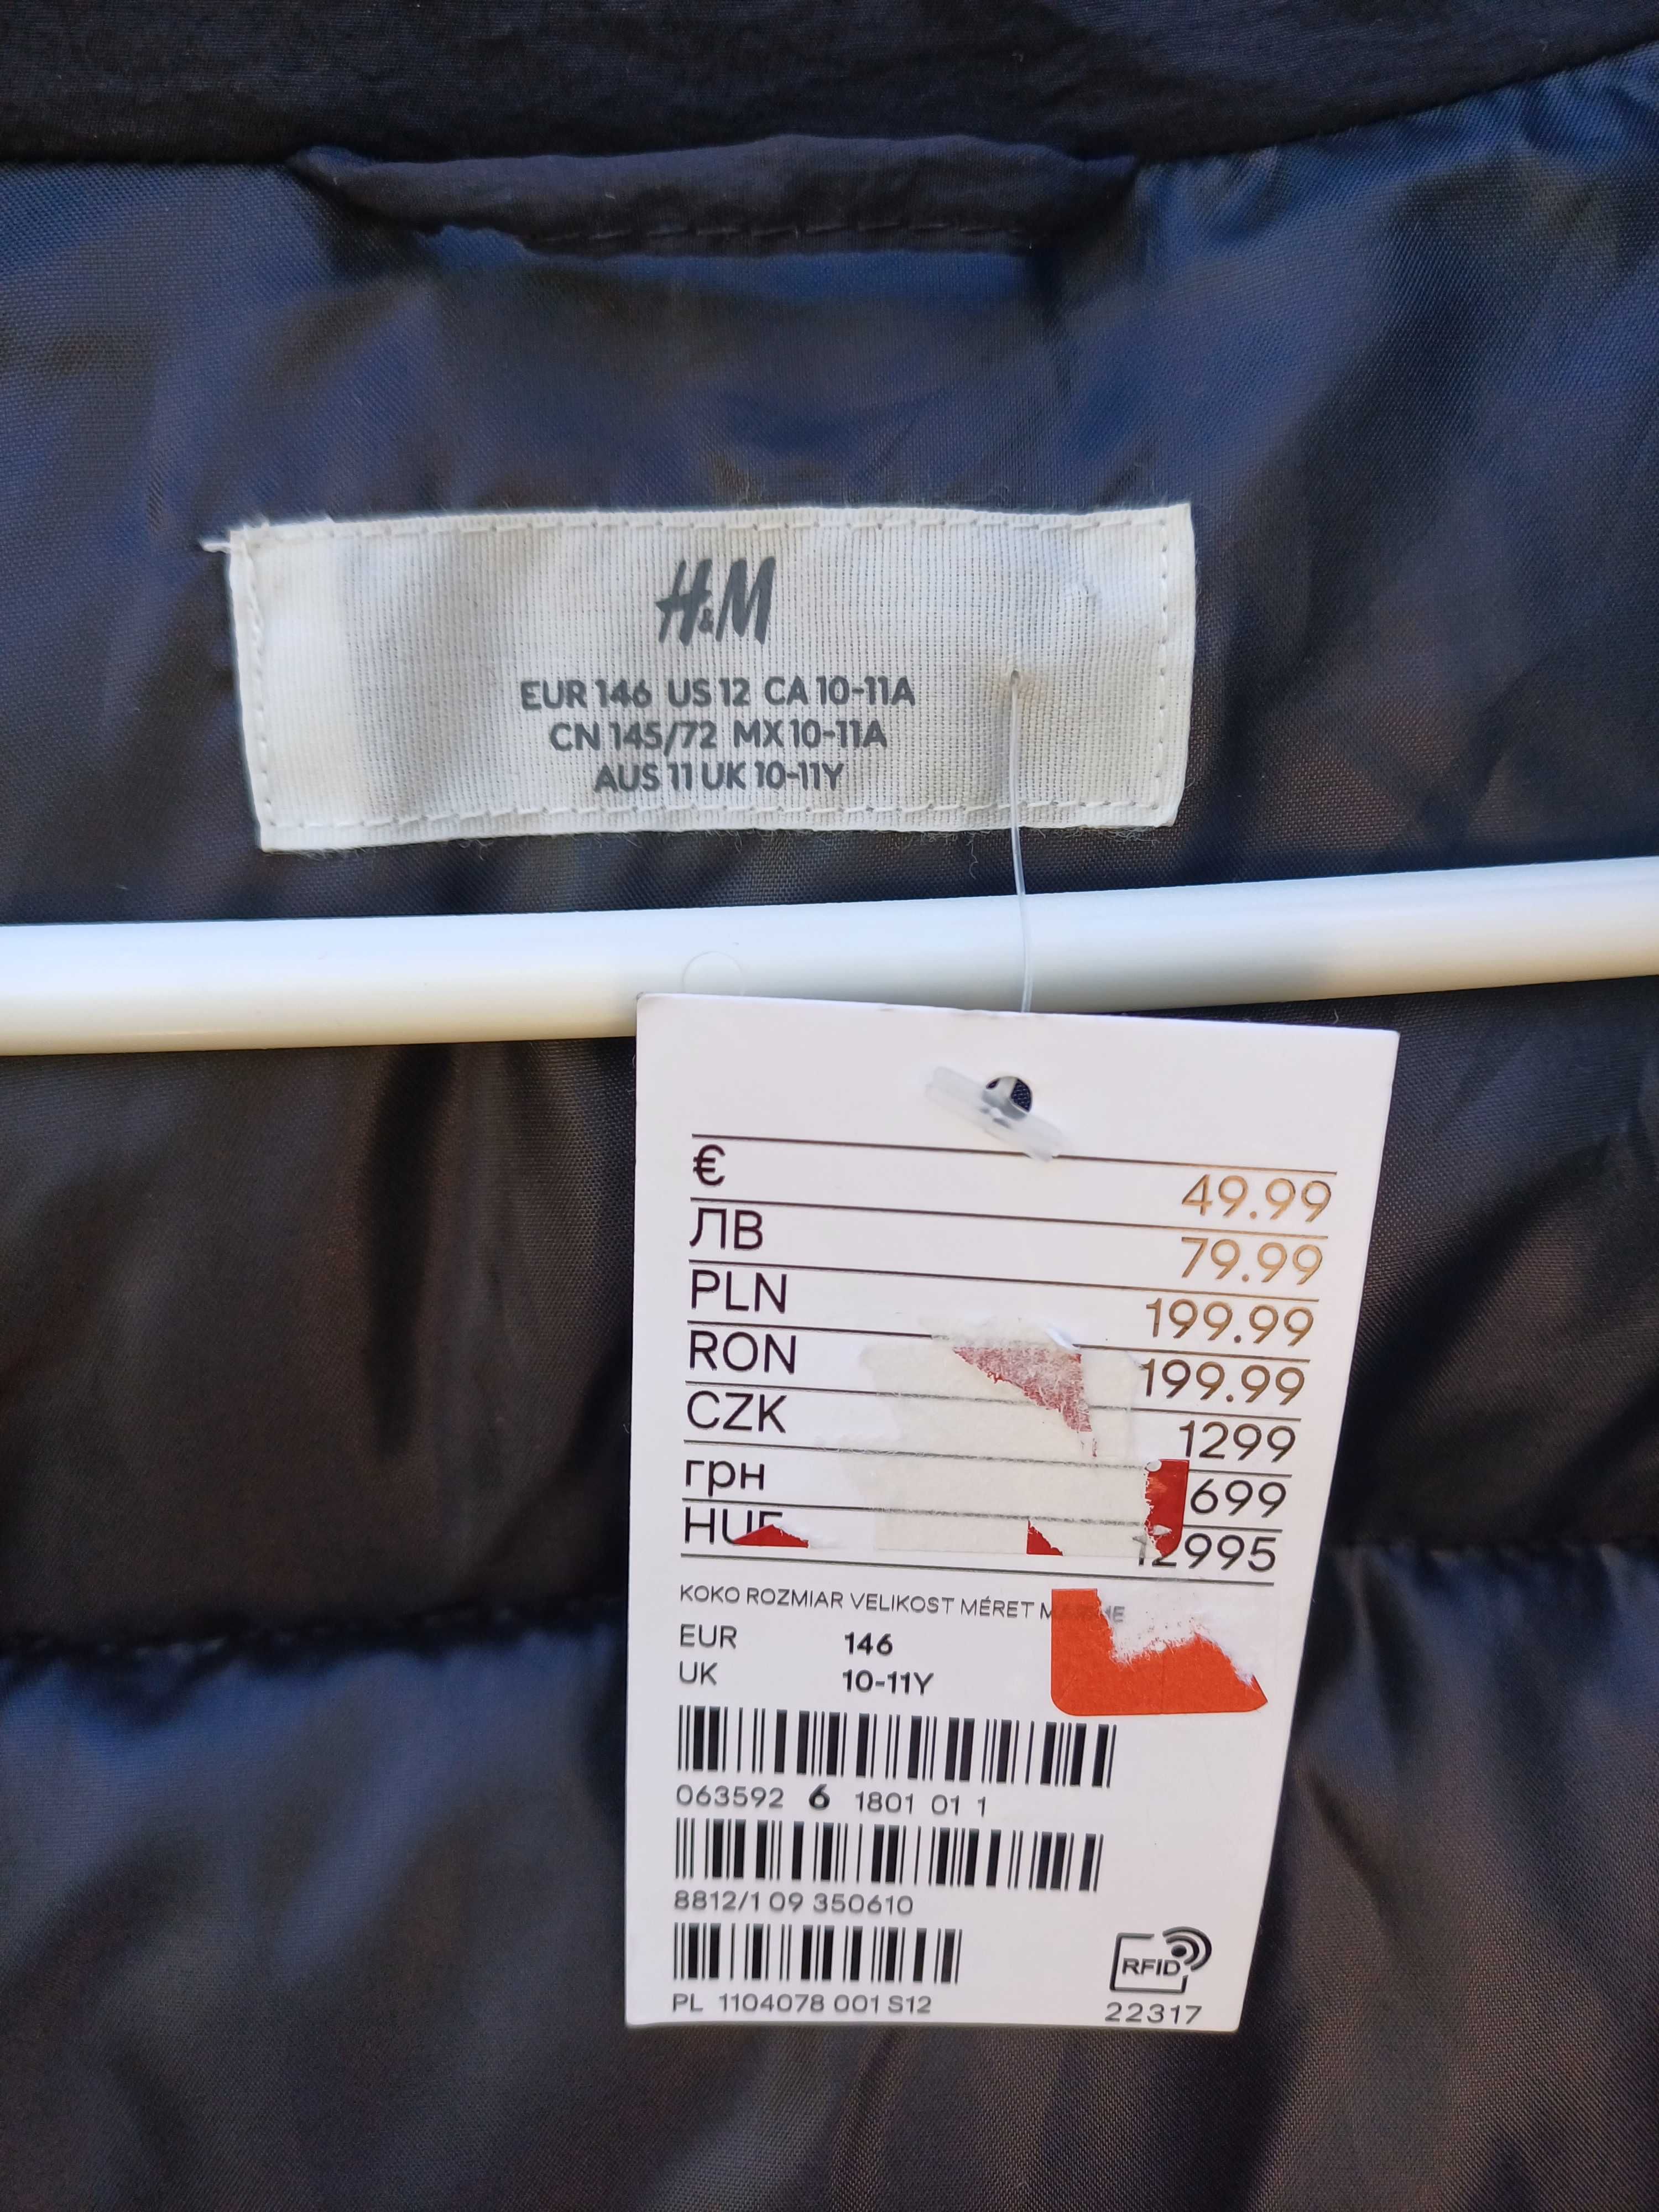 H&M
EUR 146 US 12 CA 10-11A
CN 145/72 MX 10-11A
AUS 11 UK 10-11Y
€ 49.99
ЛВ 79.99
PLN 199.99
RON 199.99
CZK 1299
грн 699
12995
KOKO ROZMIAR VELIKOST MÉRET
EUR 146
UK 10-11Y
063592 6 1801 01 1
8812/1 09 350610
RFID
PL 1104078 001 S12
22317